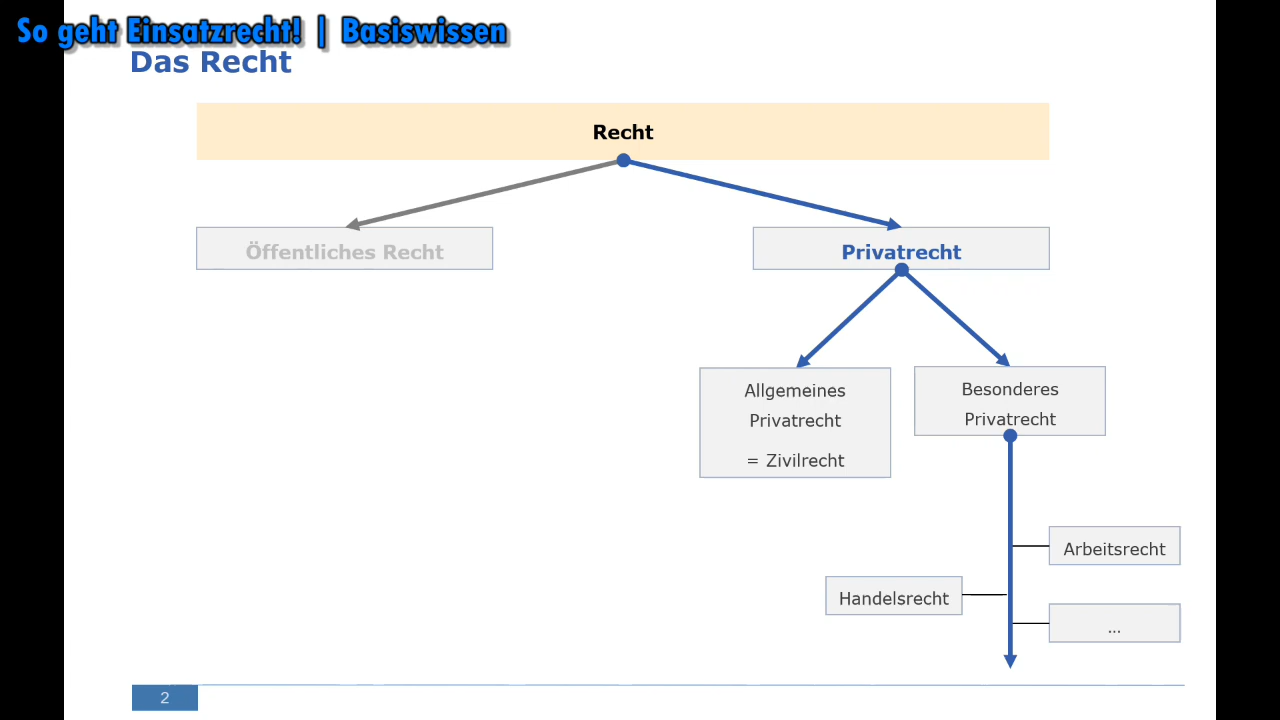 So geht Einsatzrecht! | Basiswissen
Das Recht
Recht
Öffentliches Recht
Privatrecht
Allgemeines
Privatrecht
= Zivilrecht
Besonderes
Privatrecht
Arbeitsrecht
Handelsrecht
...
2